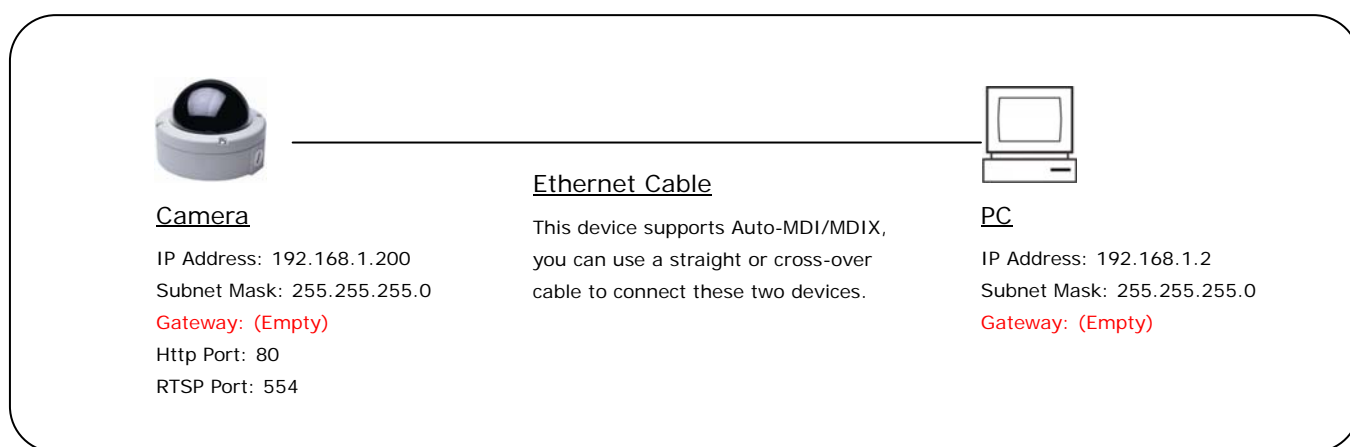 Camera
IP Address: 192.168.1.200
Subnet Mask: 255.255.255.0
Gateway: (Empty)
Http Port: 80
RTSP Port: 554
Ethernet Cable
This device supports Auto-MDI/MDIX,
you can use a straight or cross-over
cable to connect these two devices.
PC
IP Address: 192.168.1.2
Subnet Mask: 255.255.255.0
Gateway: (Empty)